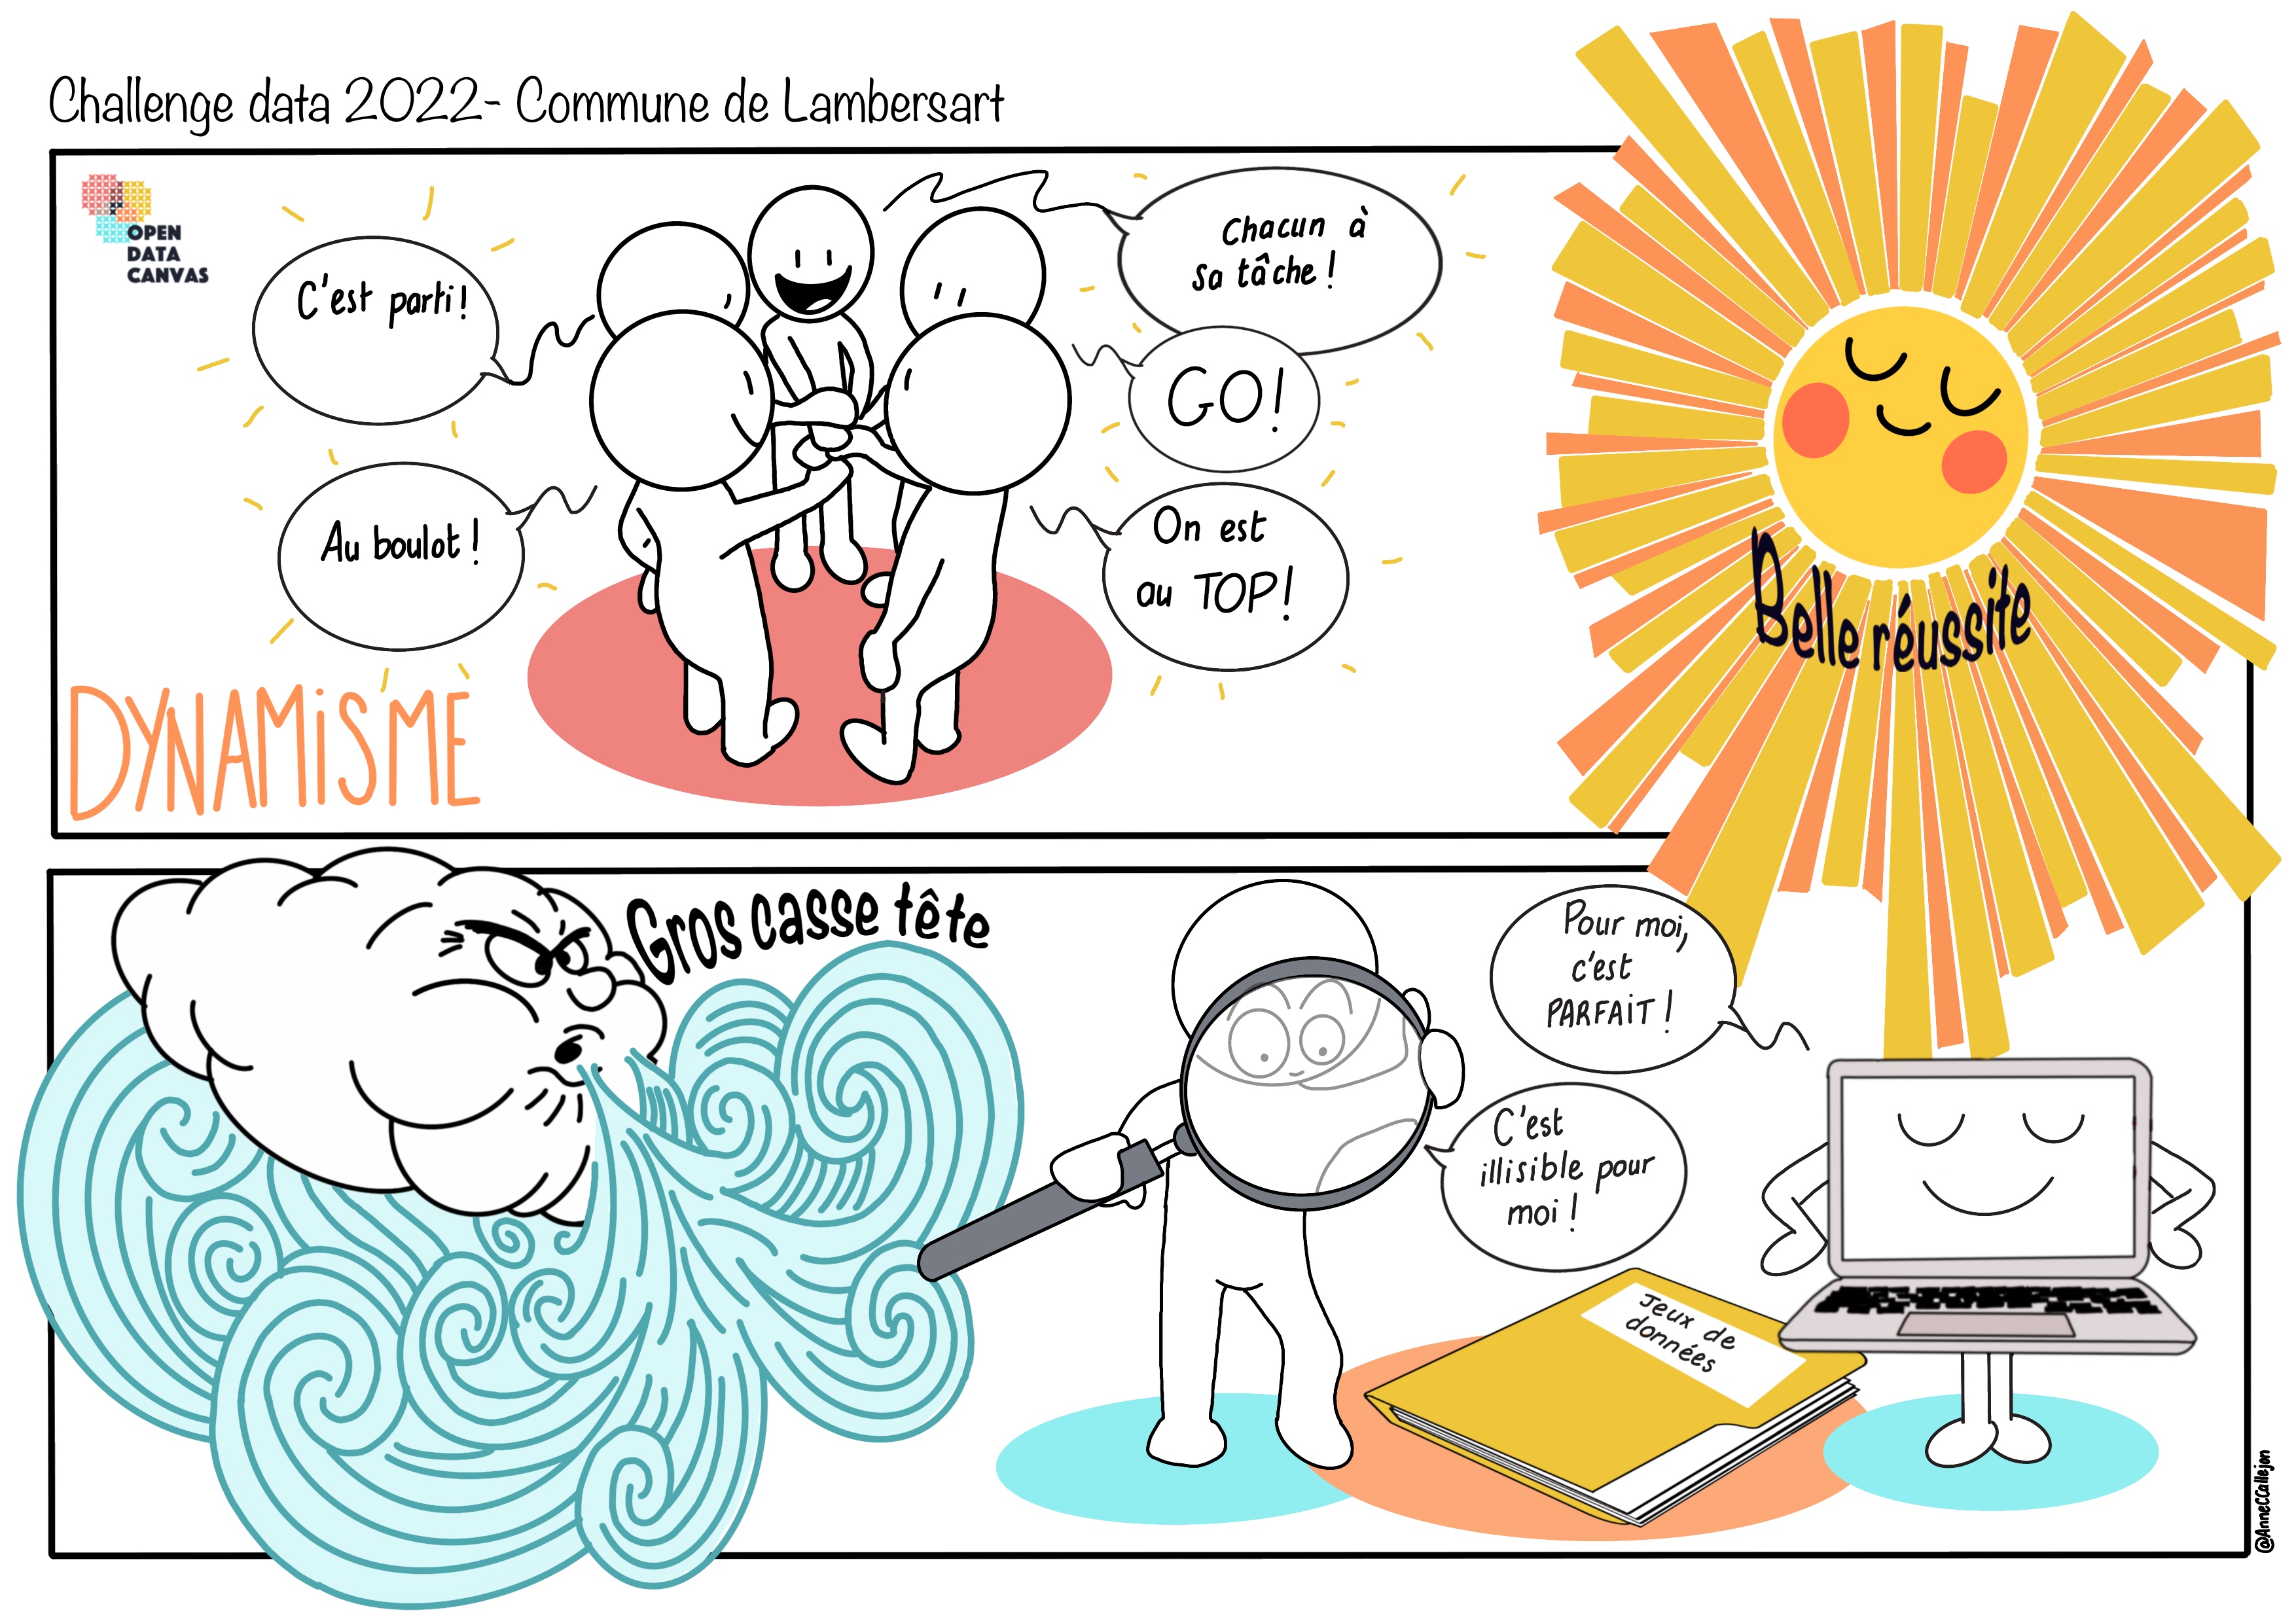 Challenge data 2022- Commune de Lambersart
OPEN
DATA
CANVAS
C'est parti!
Chacun à
sa tâche!
GO!
Au boulot!
On est
au TOP!
DYNAMiSME
Belle réussite
Gros casse tête
Pour moi,
c'est
PARFAiT!
C'est
illisible pour
moi!
Jeux de
données
@AnneCCallejon